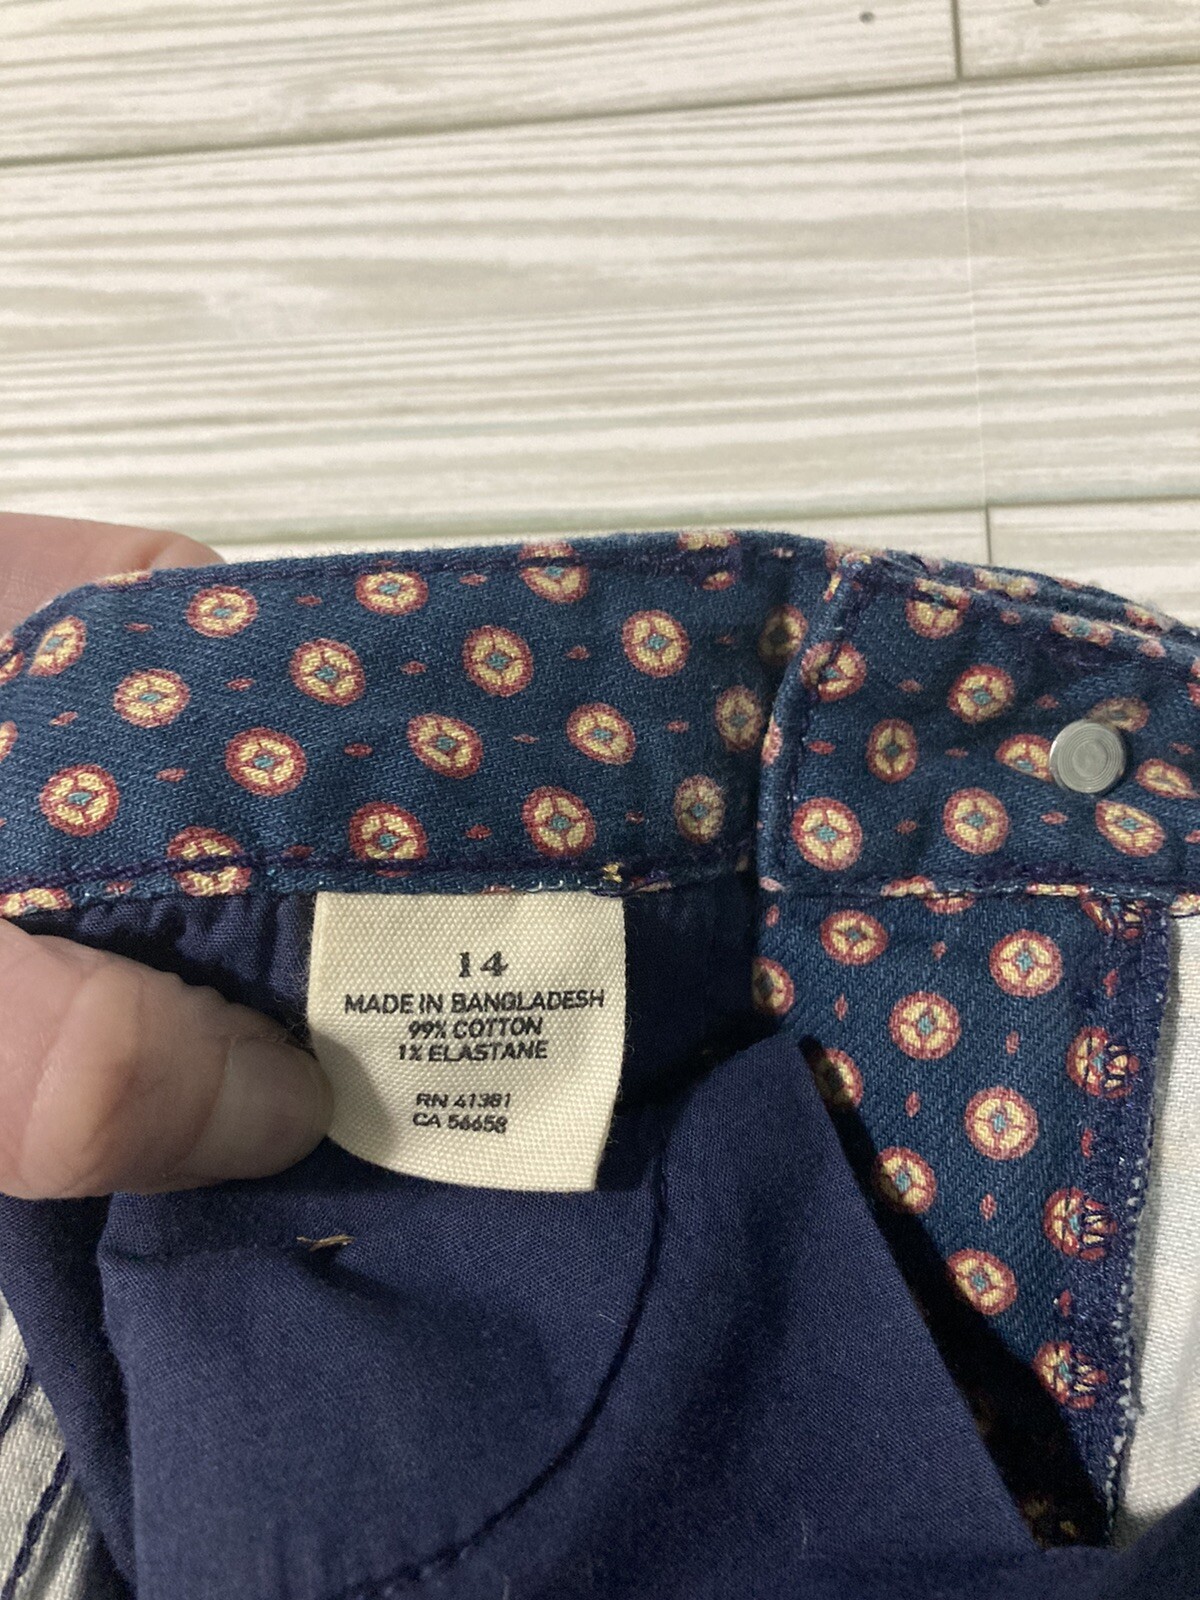 14
MADE IN BANGLADESH
99% COTTON
1% ELASTANE
RN 41381
CA 56658